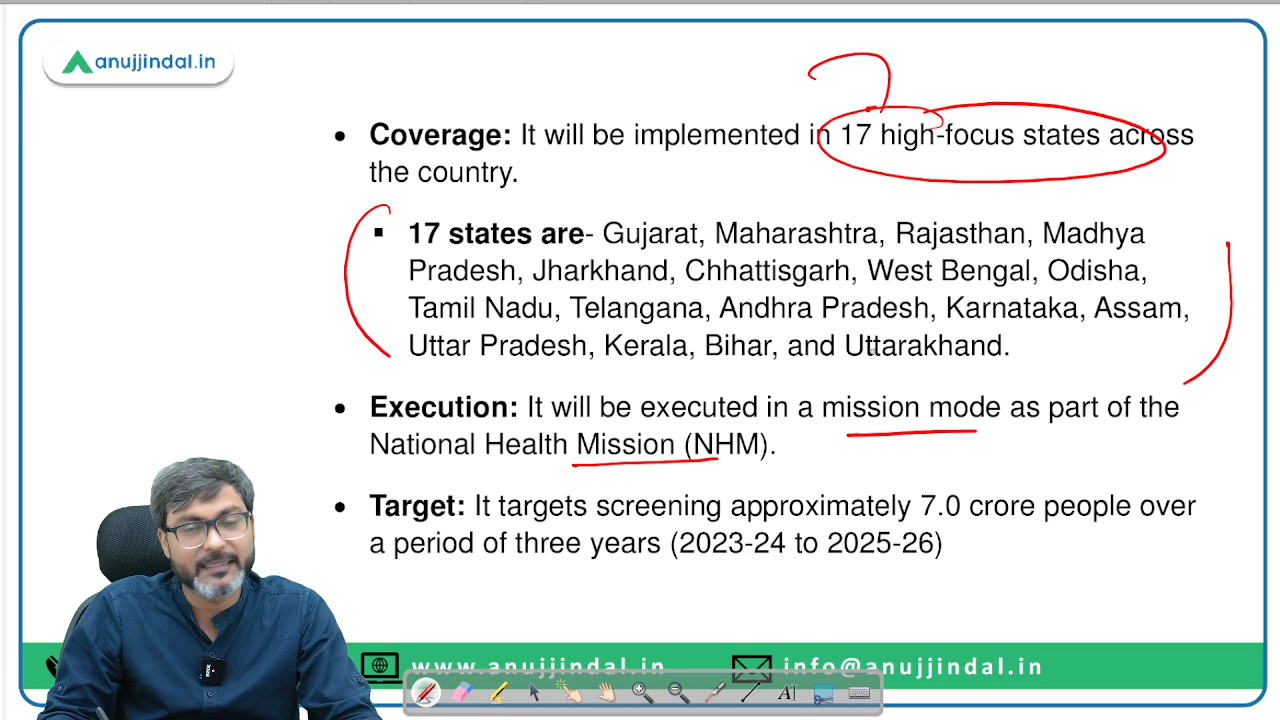 anujjindal.in
• Coverage: It will be implemented in 17 high-focus states across
the country.
▪ 17 states are- Gujarat, Maharashtra, Rajasthan, Madhya
Pradesh, Jharkhand, Chhattisgarh, West Bengal, Odisha,
Tamil Nadu, Telangana, Andhra Pradesh, Karnataka, Assam,
Uttar Pradesh, Kerala, Bihar, and Uttarakhand.
• Execution: It will be executed in a mission mode as part of the
National Health Mission (NHM).
• Target: It targets screening approximately 7.0 crore people over
a period of three years (2023-24 to 2025-26)
www.anujjindal.in info@anujjindal.in